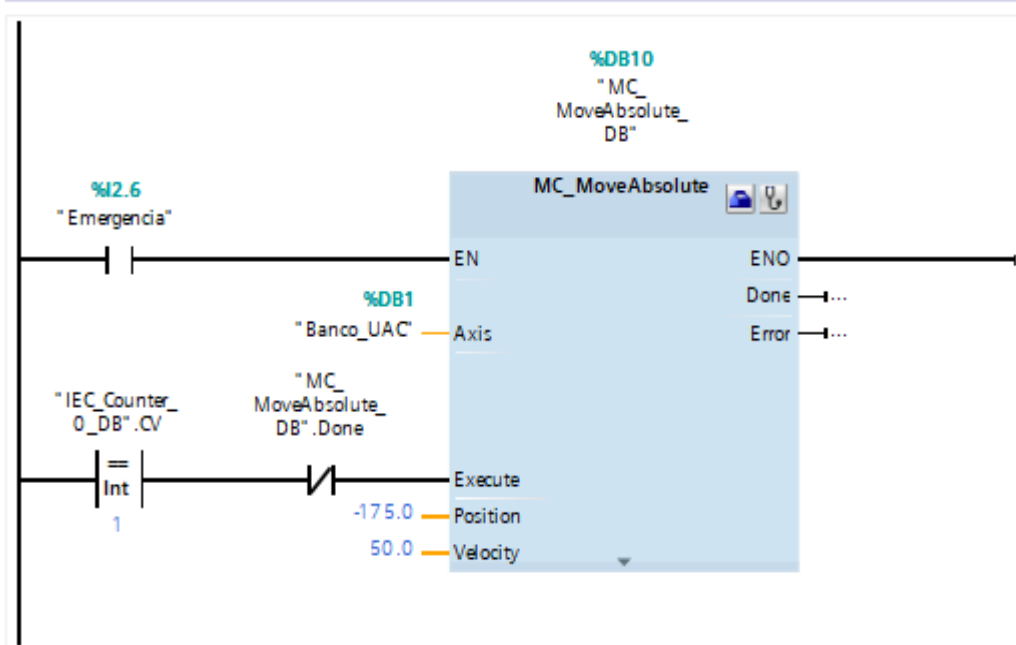 %DB10
"MC_
MoveAbsolute_
DB"
MC_MoveAbsolute
%I2.6
"Emergencia"
EN
ENO
Done
...
%DB1
"Banco_UAC"
Axis
Error
...
"IEC_Counter_
0_DB".CV
"MC_
MoveAbsolute_
DB".Done
==
Int
1
Execute
-175.0
Position
50.0
Velocity